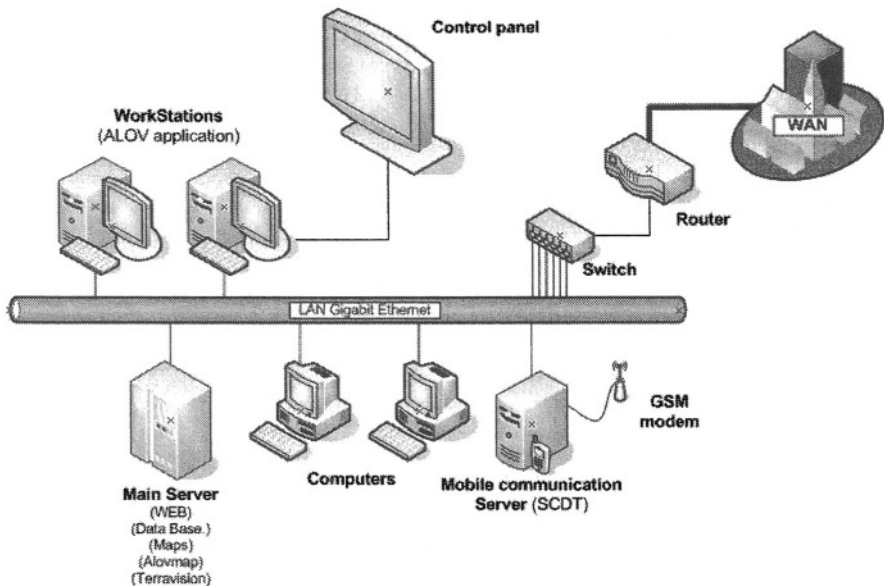 Control panel
WorkStations
(ALOV application)
WAN
Router
Switch
LAN Gigabit Ethernet
GSM
modem
Computers
Mobile communication
Server (SCDT)
Main Server
(WEB)
(Data Base.)
(Maps)
(Alovmap)
(Terravision)